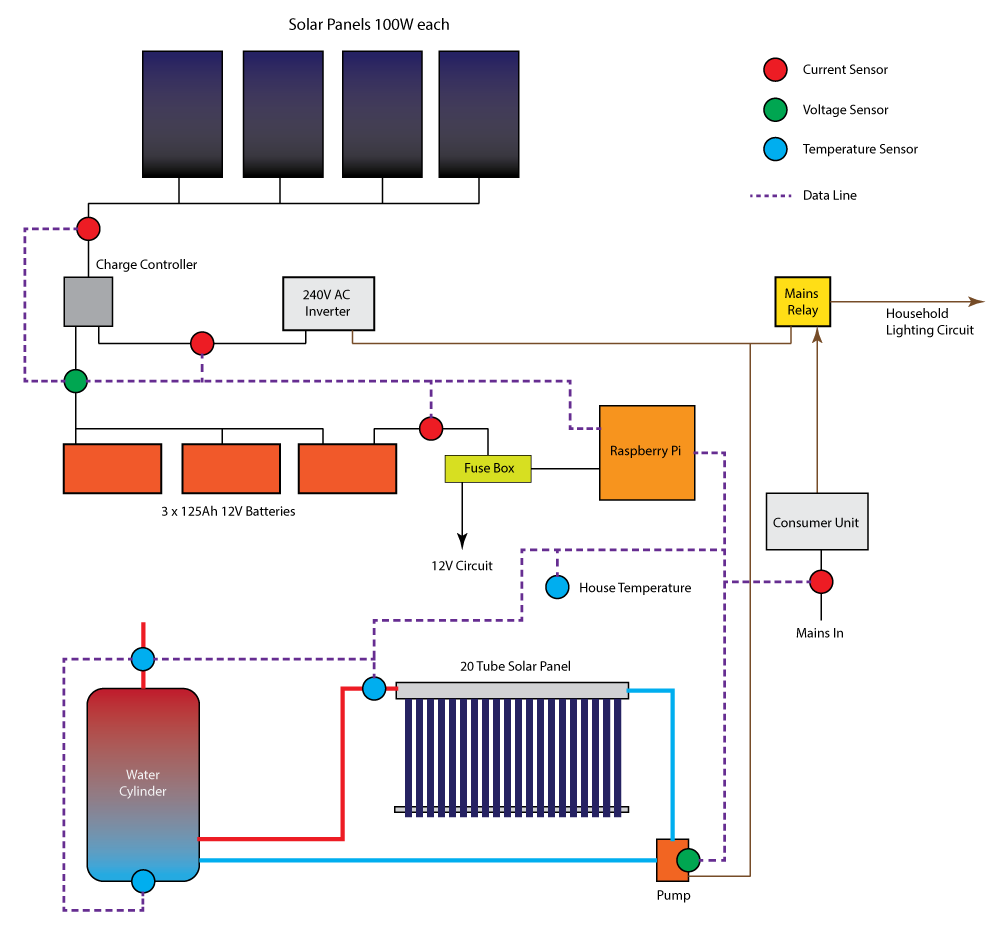 Solar Panels 100W each
Current Sensor
Voltage Sensor
Temperature Sensor
Data Line
Charge Controller
240V AC
Inverter
Mains
Relay
Household
Lighting Circuit
Raspberry Pi
Fuse Box
3 x 125Ah 12V Batteries
12V Circuit
Consumer Unit
House Temperature
Mains In
20 Tube Solar Panel
Water
Cylinder
Pump